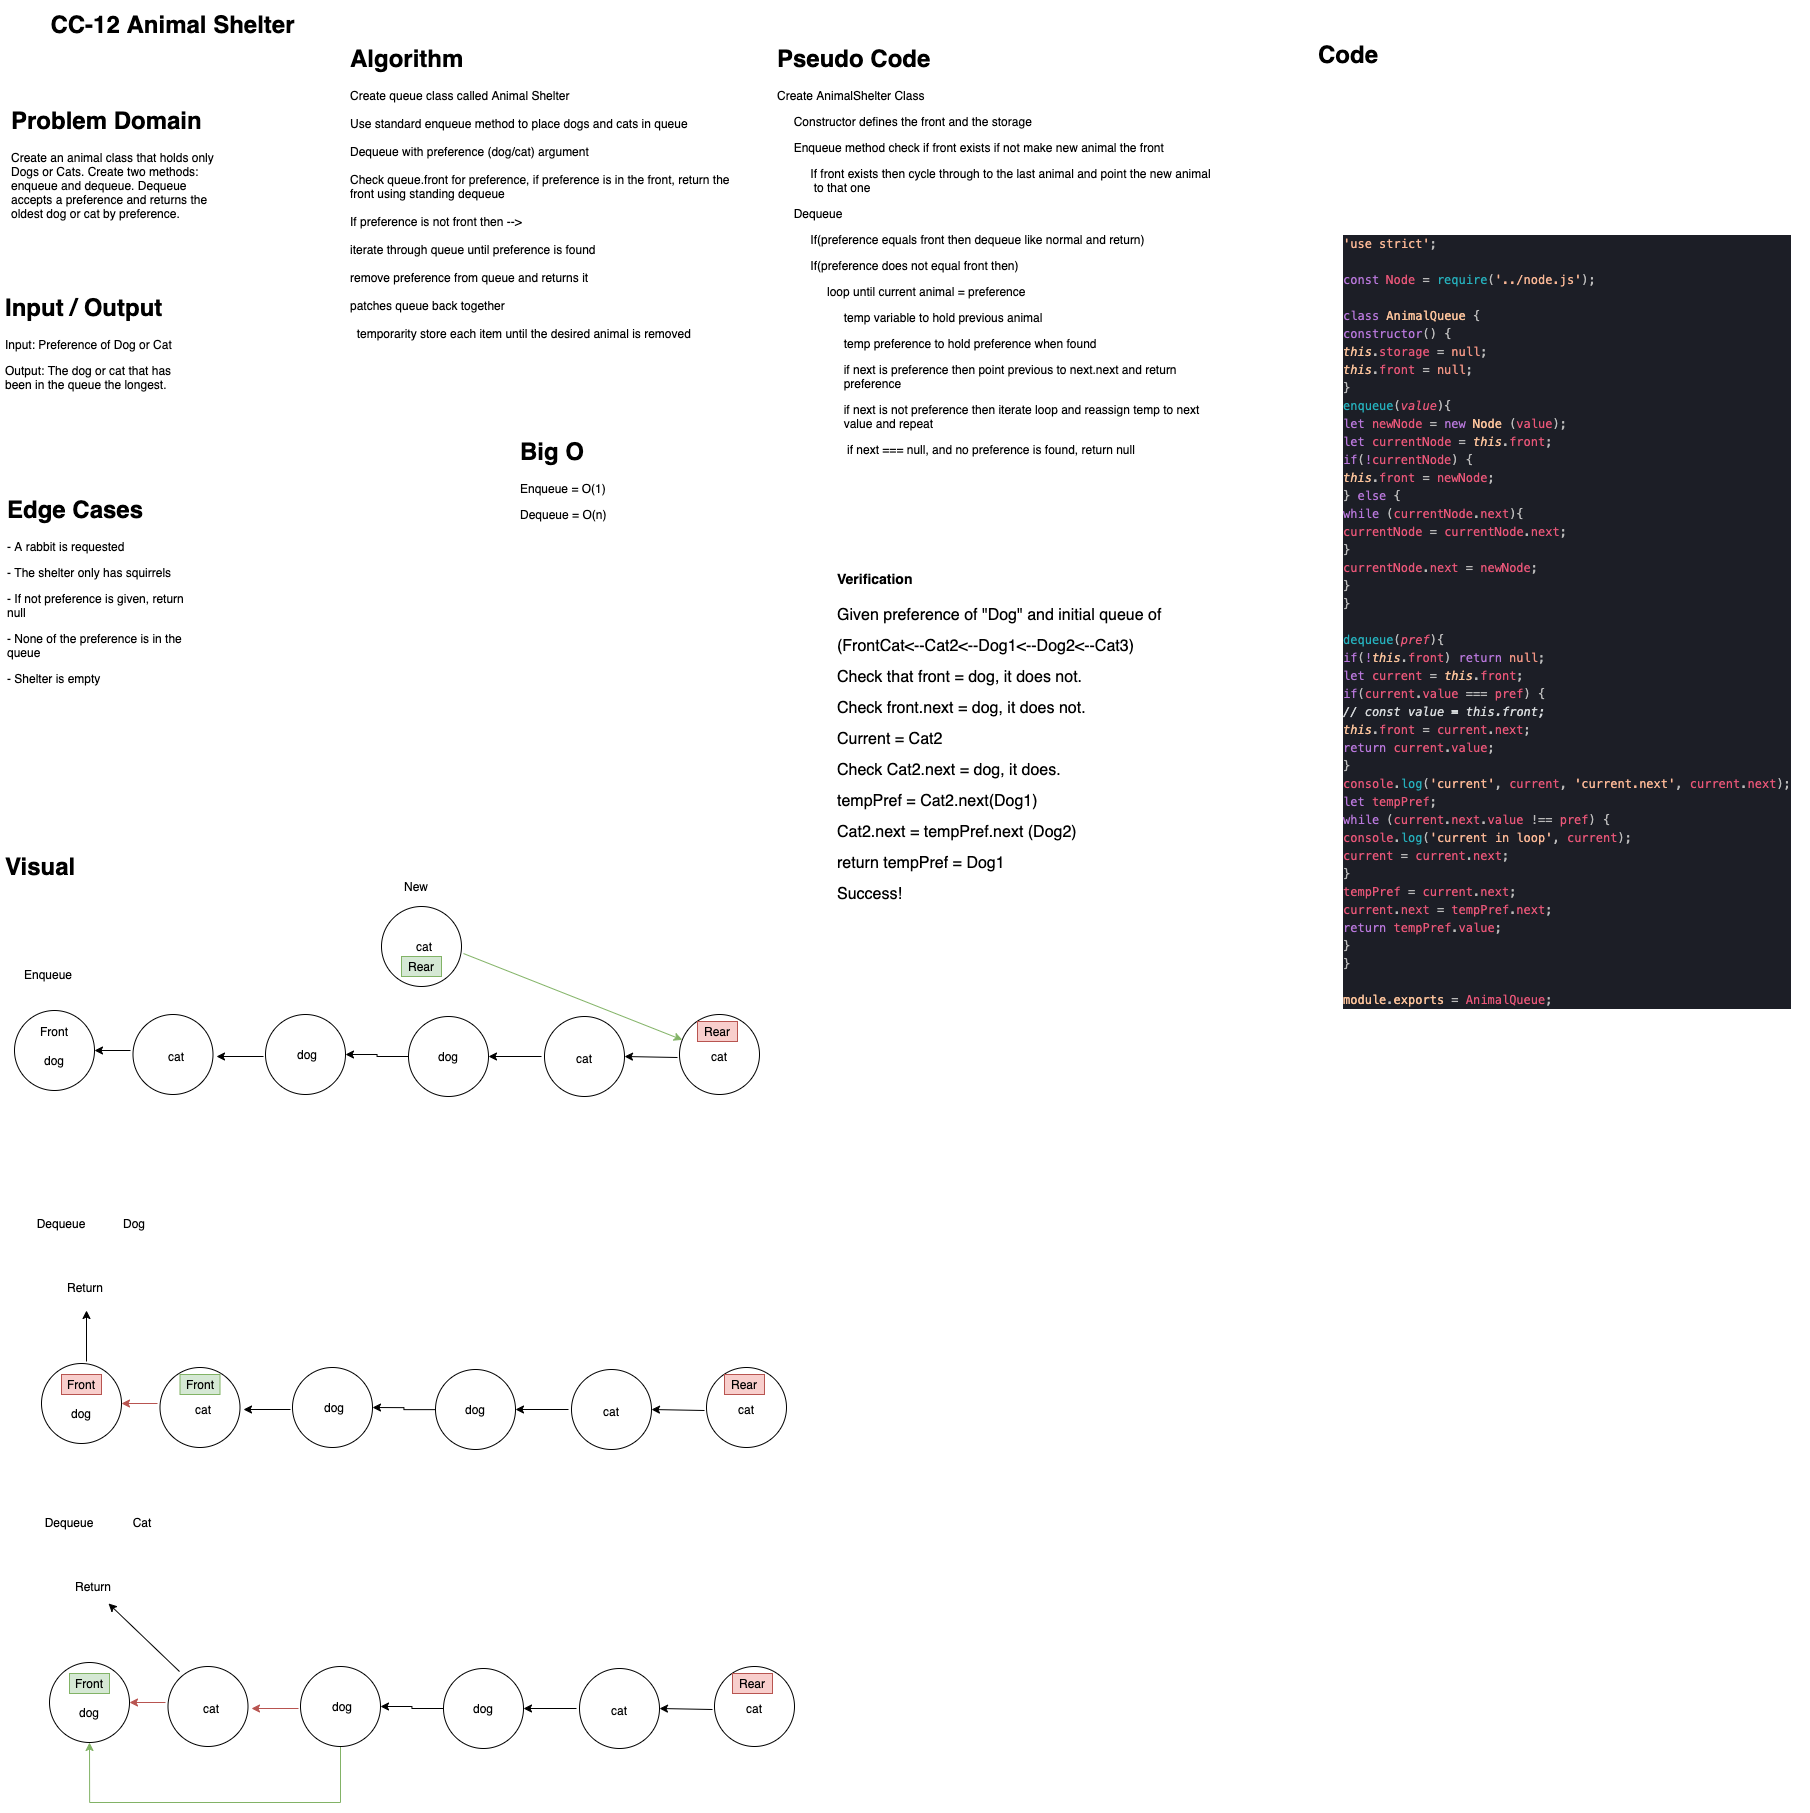 CC-12 Animal Shelter
Problem Domain
Create an animal class that holds only
Dogs or Cats. Create two methods:
enqueue and dequeue. Dequeue
accepts a preference and returns the
oldest dog or cat by preference.
Input / Output
Input: Preference of Dog or Cat
Output: The dog or cat that has
been in the queue the longest.
Edge Cases
- A rabbit is requested
- The shelter only has squirrels
- If not preference is given, return
null
- None of the preference is in the
queue
- Shelter is empty
Algorithm
Create queue class called Animal Shelter
Use standard enqueue method to place dogs and cats in queue
Dequeue with preference (dog/cat) argument
Check queue.front for preference, if preference is in the front, return the
front using standing dequeue
If preference is not front then -->
iterate through queue until preference is found
remove preference from queue and returns it
patches queue back together
temporarity store each item until the desired animal is removed
Big O
Enqueue = O(1)
Dequeue = O(n)
Pseudo Code
Create AnimalShelter Class
Constructor defines the front and the storage
Enqueue method check if front exists if not make new animal the front
If front exists then cycle through to the last animal and point the new animal
to that one
Dequeue
If(preference equals front then dequeue like normal and return)
If(preference does not equal front then)
loop until current animal = preference
temp variable to hold previous animal
temp preference to hold preference when found
if next is preference then point previous to next.next and return
preference
if next is not preference then iterate loop and reassign temp to next
value and repeat
if next === null, and no preference is found, return null
Verification
Given preference of "Dog" and initial queue of
(FrontCat<--Cat2<--Dog1<--Dog2<--Cat3)
Check that front = dog, it does not.
Check front.next = dog, it does not.
Current = Cat2
Check Cat2.next = dog, it does.
tempPref = Cat2.next(Dog1)
Cat2.next = tempPref.next (Dog2)
return tempPref = Dog1
Success!
Code
'use strict';
const Node = require('../node.js');
class AnimalQueue {
constructor() {
this.storage = null;
this.front = null;
}
enqueue(value){
let newNode = new Node (value);
let currentNode = this.front;
if(!currentNode) {
this.front = newNode;
} else {
while (currentNode.next){
currentNode = currentNode.next;
}
currentNode.next = newNode;
}
}
dequeue(pref){
if(!this.front) return null;
let current = this.front;
if(current.value === pref) {
// const value = this.front;
this.front = current.next;
return current.value;
}
console.log('current', current, 'current.next', current.next);
let tempPref;
while (current.next.value !== pref) {
console.log('current in loop', current);
current = current.next;
}
tempPref = current.next;
current.next = tempPref.next;
return tempPref.value;
}
}
module.exports = AnimalQueue;
Visual
New
cat
Rear
Enqueue
Front
dog
cat
dog
dog
cat
Rear
cat
Dequeue Dog
Return
Front
dog
Front
cat
dog
dog
cat
Rear
cat
Dequeue Cat
Return
Front
dog
cat
dog
dog
cat
Rear
cat